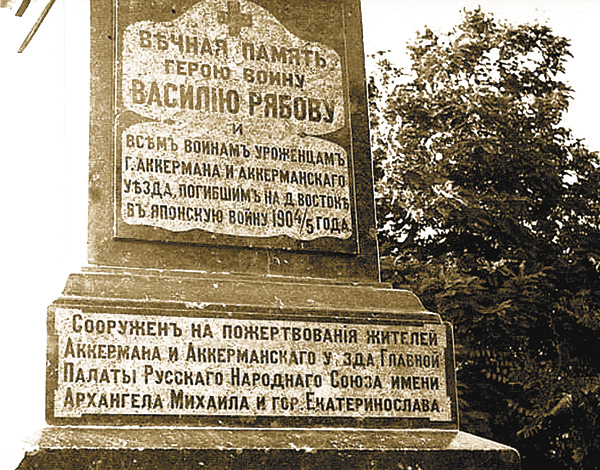 ВѢЧНАЯ ПАМЯТЬ
ГЕРОЮ ВОИНУ
ВАСИЛІЮ РЯБОВУ
И
ВСѢМЪ ВОИНАМЪ УРОЖЕНЦАМЪ
Г. АККЕРМАНА И АККЕРМАНСКАГО
УѢЗДА, ПОГИБШИМЪ НА Д. ВОСТОКѢ
ВЪ ЯПОНСКУЮ ВОЙНУ 1904/5 ГОДА.
СООРУЖЕНЪ НА ПОЖЕРТВОВАНІЯ ЖИТЕЛЕЙ
АККЕРМАНА И АККЕРМАНСКАГО У ЗДА ГЛАВНОЙ
ПАЛАТЫ РУССКАГО НАРОДНАГО СОЮЗА ИМЕНИ
АРХАНГЕЛА МИХАИЛА И ГОР. ЕКАТЕРИНОСЛАВА